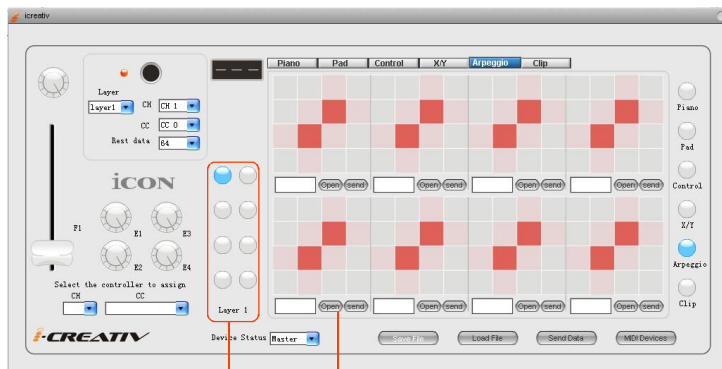 icreativ
Piano Pad Control X/Y Arpeggio Clip
Layer
layer1 CH CH 1
CC CC 0
Rest data 64
icon
F1 E1 E3
E2 E4
Select the controller to assign
CH CC
Layer 1
Open send Open send Open send Open send
Open send Open send Open send Open send
Piano
Pad
Control
X/Y
Arpeggio
Clip
i-CREATIV
Device Status Master Save File Load File Send Data MIDI Devices